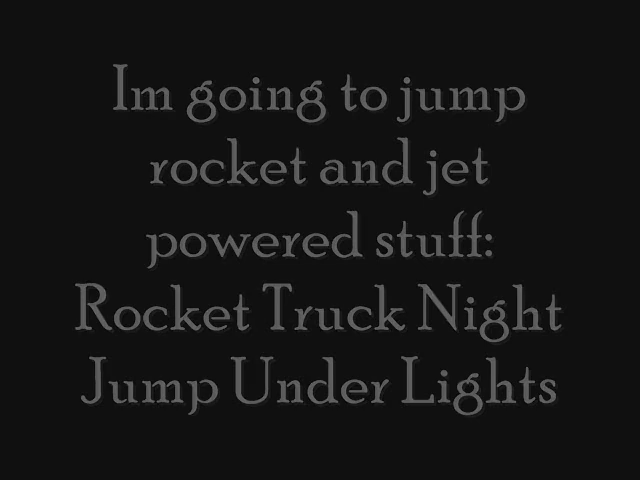 Im going to jump
rocket and jet
powered stuff:
Rocket Truck Night
Jump Under Lights